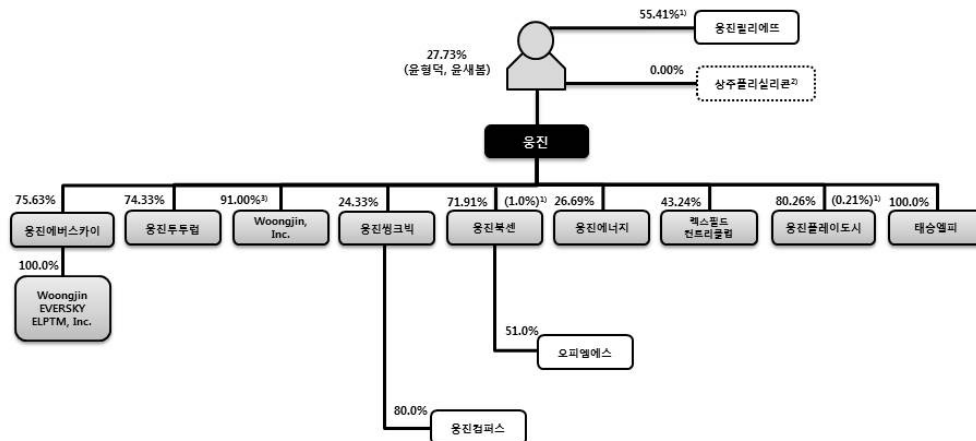 55.41%1)
웅진릴리에뜨
27.73%
(윤형덕, 윤새봄)
0.00%
상주폴리실리콘2)
웅진
75.63%
74.33%
91.00%3)
24.33%
71.91%
(1.0%)1)
26.69%
43.24%
80.26%
(0.21%)1)
100.0%
웅진에버스카이
웅진투투럽
Woongjin,
Inc.
웅진씽크빅
웅진북센
웅진에너지
렉스필드
컨트리클럽
웅진플레이도시
태승엘피
100.0%
Woongjin
EVERSKY
ELPTM, Inc.
51.0%
오피엠에스
80.0%
웅진컴퍼스